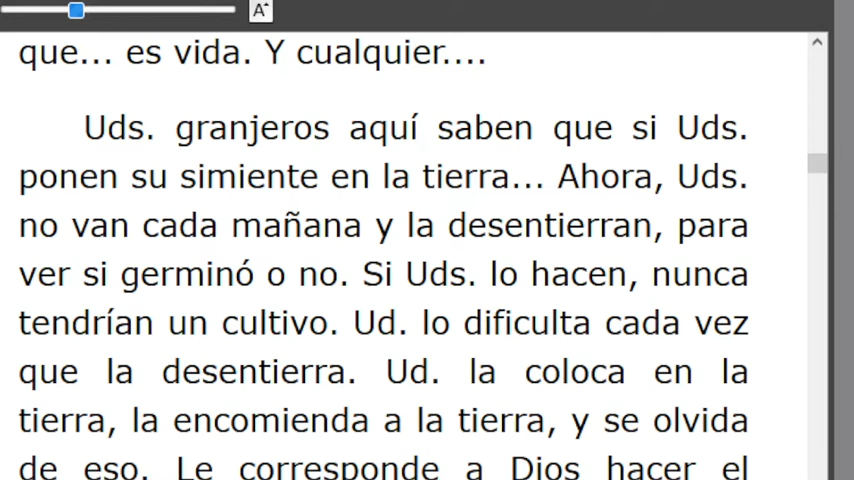 A
que... es vida. Y cualquier....
Uds. granjeros aquí saben que si Uds.
ponen su simiente en la tierra... Ahora, Uds.
no van cada mañana y la desentierran, para
ver si germinó o no. Si Uds. lo hacen, nunca
tendrían un cultivo. Ud. lo dificulta cada vez
que la desentierra. Ud. la coloca en la
tierra, la encomienda a la tierra, y se olvida
de eso. Le corresponde a Dios hacer el